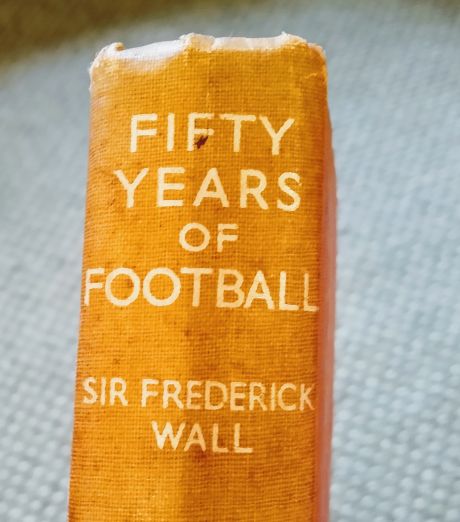 FIFTY
YEARS
OF
FOOTBALL
SIR FREDERICK
WALL